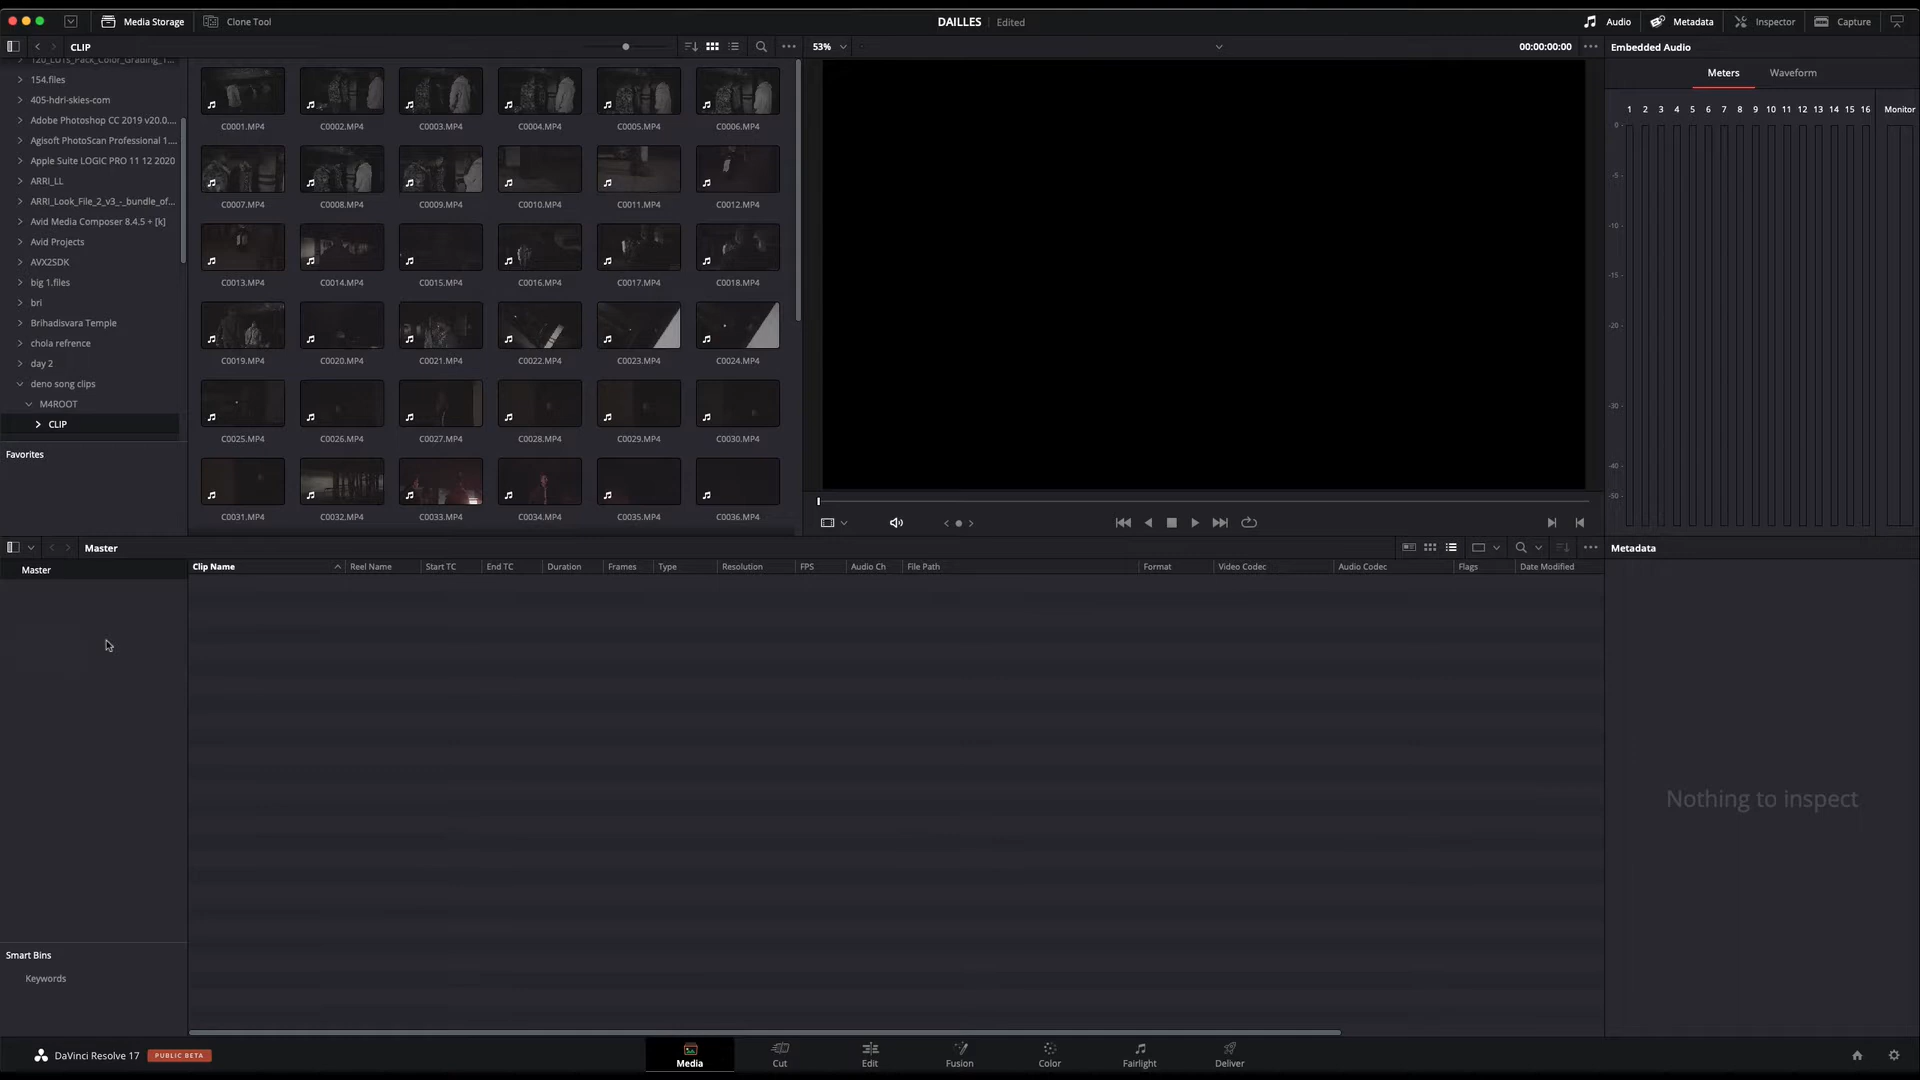 Media Storage
Clone Tool
DAILLES
Edited
Audio
Metadata
Inspector
Capture
CLIP
53%
00:00:00:00
Embedded Audio
154.files
405-hdri-skies-com
Adobe Photoshop CC 2019 v20.0....
Agisoft PhotoScan Professional 1....
Apple Suite LOGIC PRO 11 12 2020
ARRI_LL
ARRI_Look_File_2_v3_-_bundle_of...
Avid Media Composer 8.4.5 + [k]
Avid Projects
AVX2SDK
big 1.files
bri
Brihadisvara Temple
chola refrence
day 2
deno song clips
M4ROOT
CLIP
Favorites
C0001.MP4 C0002.MP4 C0003.MP4 C0004.MP4 C0005.MP4 C0006.MP4
C0007.MP4 C0008.MP4 C0009.MP4 C0010.MP4 C0011.MP4 C0012.MP4
C0013.MP4 C0014.MP4 C0015.MP4 C0016.MP4 C0017.MP4 C0018.MP4
C0019.MP4 C0020.MP4 C0021.MP4 C0022.MP4 C0023.MP4 C0024.MP4
C0025.MP4 C0026.MP4 C0027.MP4 C0028.MP4 C0029.MP4 C0030.MP4
C0031.MP4 C0032.MP4 C0033.MP4 C0034.MP4 C0035.MP4 C0036.MP4
Meters
Waveform
1 2 3 4 5 6 7 8 9 10 11 12 13 14 15 16 Monitor
0
-5
-10
-15
-20
-30
-40
-50
Master
Metadata
Master
Clip Name Reel Name Start TC End TC Duration Frames Type Resolution FPS Audio Ch File Path Format Video Codec Audio Codec Flags Date Modified
Nothing to inspect
Smart Bins
Keywords
DaVinci Resolve 17
PUBLIC BETA
Media
Cut
Edit
Fusion
Color
Fairlight
Deliver